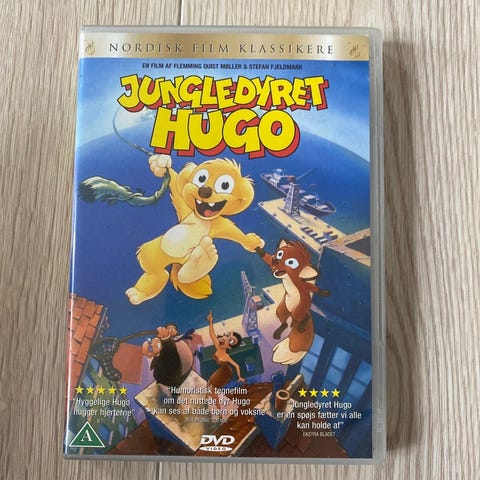 NORDISK FILM KLASSIKERE
EN FILM AF FLEMMING QUIST MØLLER & STEFAN FJELDMARK
JUNGLEDYRET
HUGO
"Hyggelige Hugo
hugger hjerterne"
B.T.
"Humoristisk tegnefilm
om det nuttede dyr Hugo
kan ses af både børn og voksne"
"Jungledyret Hugo
er en spøjs fætter vi alle
kan holde af"
EKSTRA BLADET
A
DVD
VIDEO